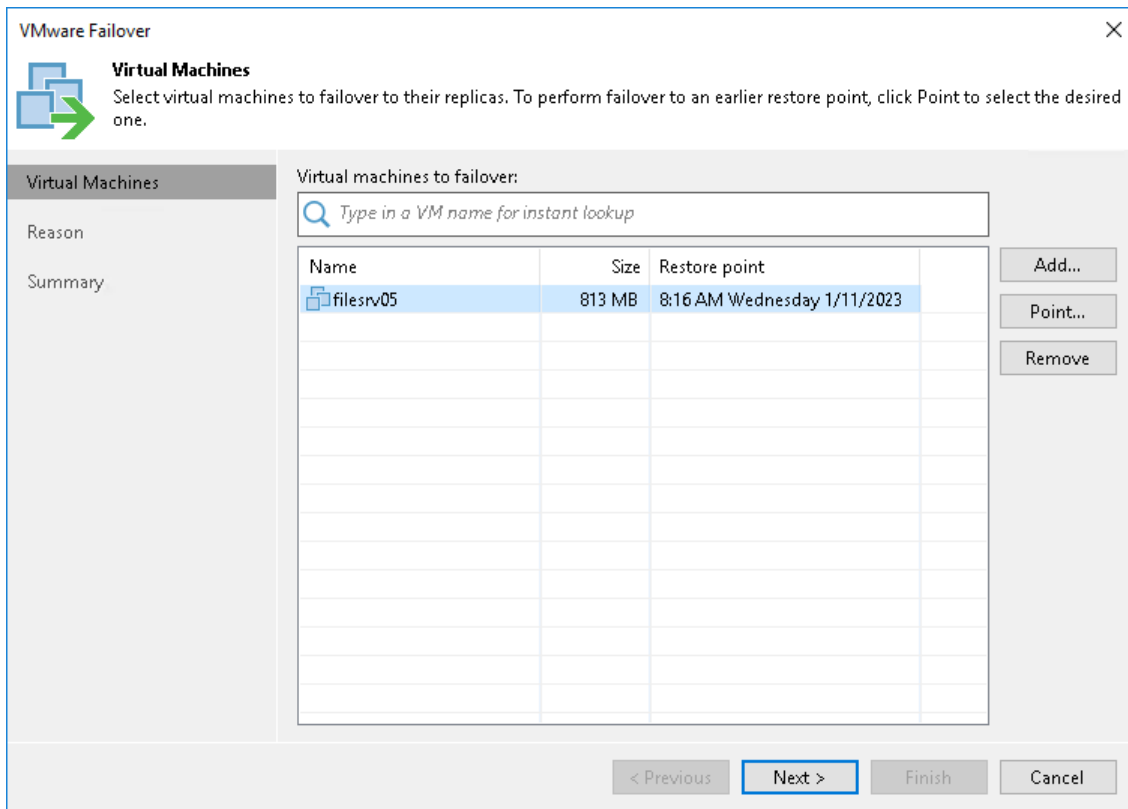 VMware Failover
Virtual Machines
Select virtual machines to failover to their replicas. To perform failover to an earlier restore point, click Point to select the desired
one.
Virtual Machines
Reason
Summary
Virtual machines to failover:
Type in a VM name for instant lookup
Name Size Restore point
filesrv05 813 MB 8:16 AM Wednesday 1/11/2023
Add...
Point...
Remove
< Previous Next > Finish Cancel